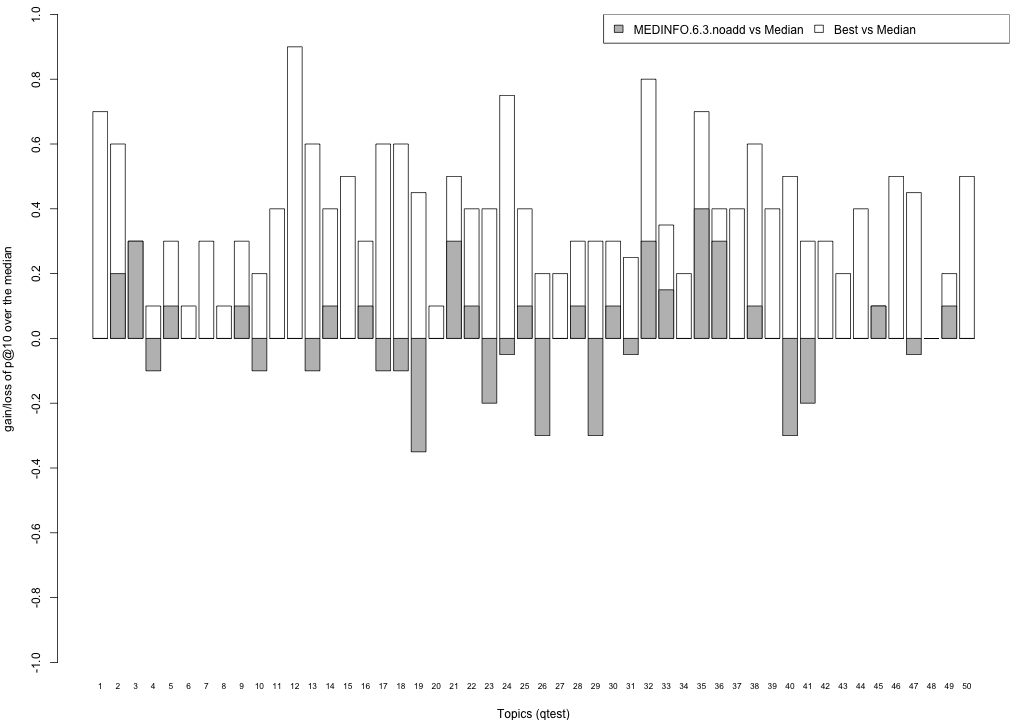 MEDINFO.6.3.noadd vs Median Best vs Median
gain/loss of p@10 over the median
1.0
0.8
0.6
0.4
0.2
0.0
-0.2
-0.4
-0.6
-0.8
-1.0
1 2 3 4 5 6 7 8 9 10 11 12 13 14 15 16 17 18 19 20 21 22 23 24 25 26 27 28 29 30 31 32 33 34 35 36 37 38 39 40 41 42 43 44 45 46 47 48 49 50
Topics (qtest)